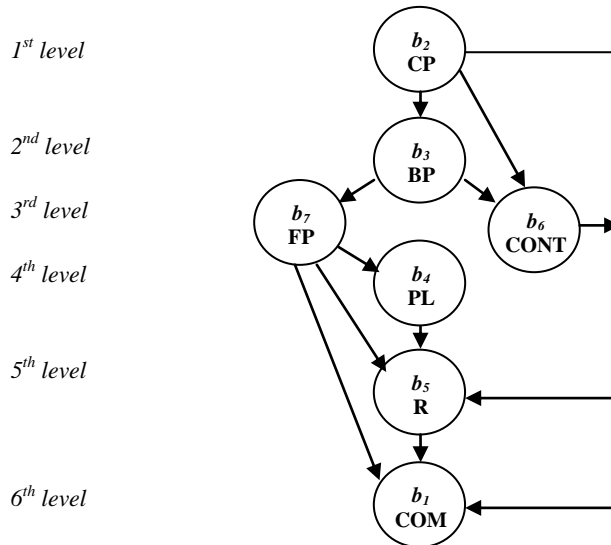 1st level
b2
CP
2nd level
b3
BP
3rd level
b7
FP
b6
CONT
4th level
b4
PL
5th level
b5
R
6th level
b1
COM